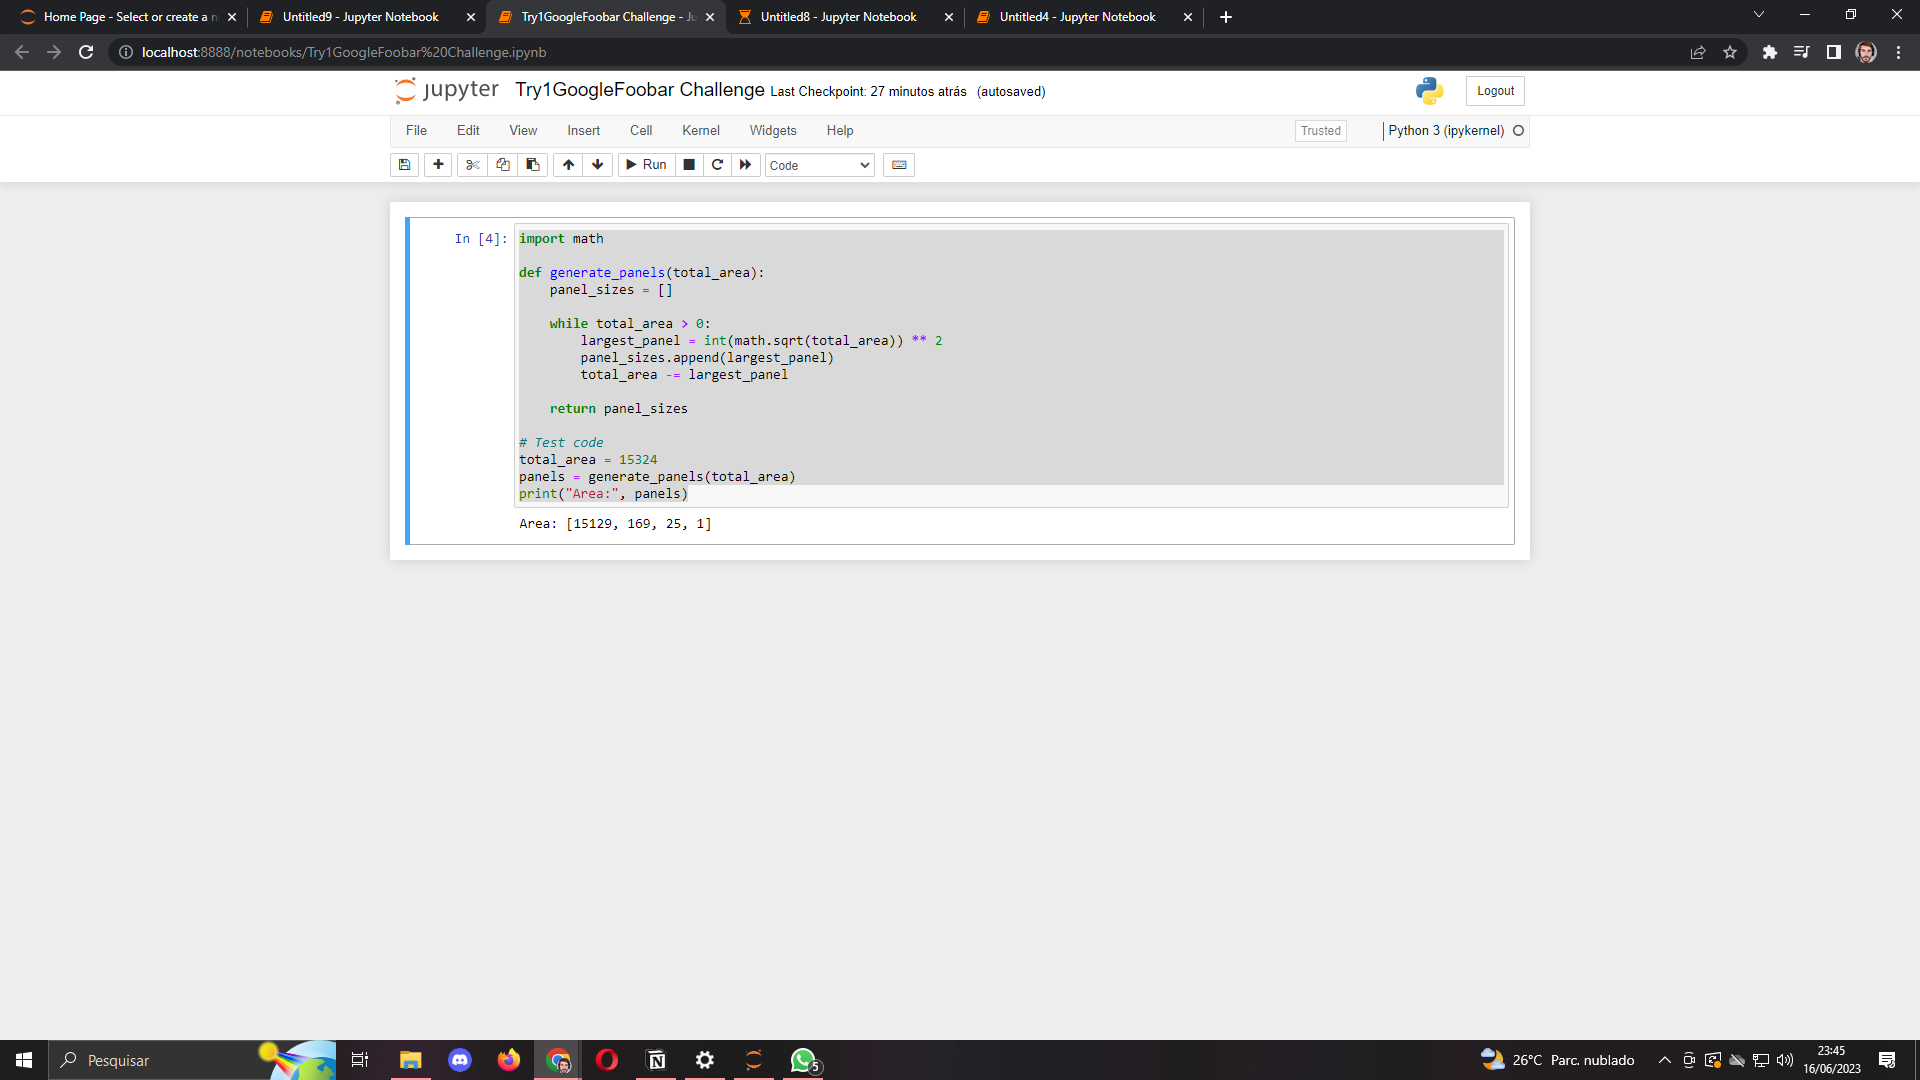 Home Page - Select or create a n
Untitled9 - Jupyter Notebook
Try1GoogleFoobar Challenge - Ju
Untitled8 - Jupyter Notebook
Untitled4 - Jupyter Notebook
localhost:8888/notebooks/Try1GoogleFoobar%20Challenge.ipynb
jupyter Try1GoogleFoobar Challenge Last Checkpoint: 27 minutos atrás (autosaved)
Logout
File Edit View Insert Cell Kernel Widgets Help
Trusted
Python 3 (ipykernel)
Run
Code
In [4]:
import math
def generate_panels(total_area):
    panel_sizes = []
    while total_area > 0:
        largest_panel = int(math.sqrt(total_area)) ** 2
        panel_sizes.append(largest_panel)
        total_area -= largest_panel
    return panel_sizes
# Test code
total_area = 15324
panels = generate_panels(total_area)
print("Area:", panels)
Area: [15129, 169, 25, 1]
Pesquisar
5
26°C Parc. nublado
23:45
16/06/2023